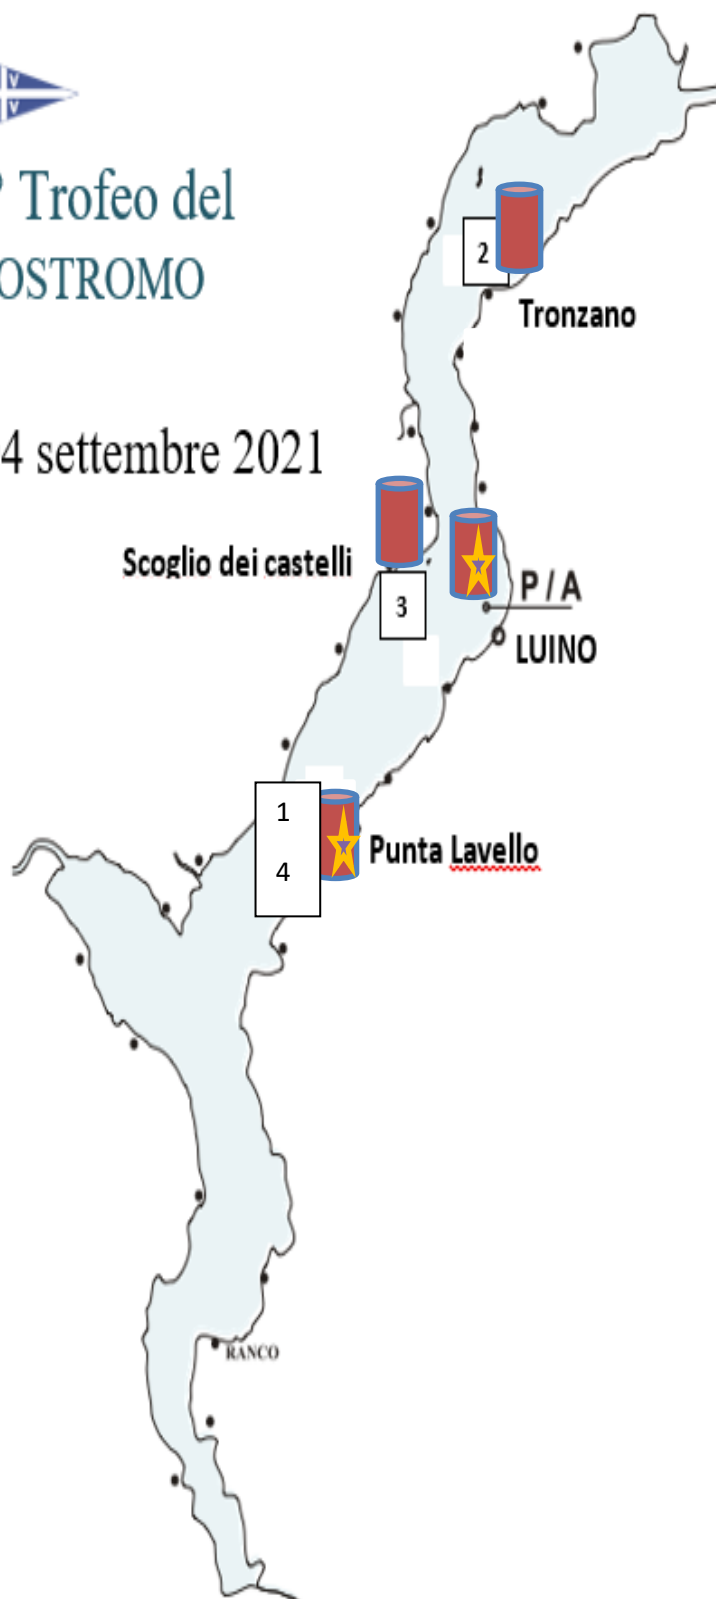 V
V
° Trofeo del
OSTROMO
4 settembre 2021
2
Tronzano
Scoglio dei castelli
3
P / A
LUINO
1
4
Punta Lavello
RANCO